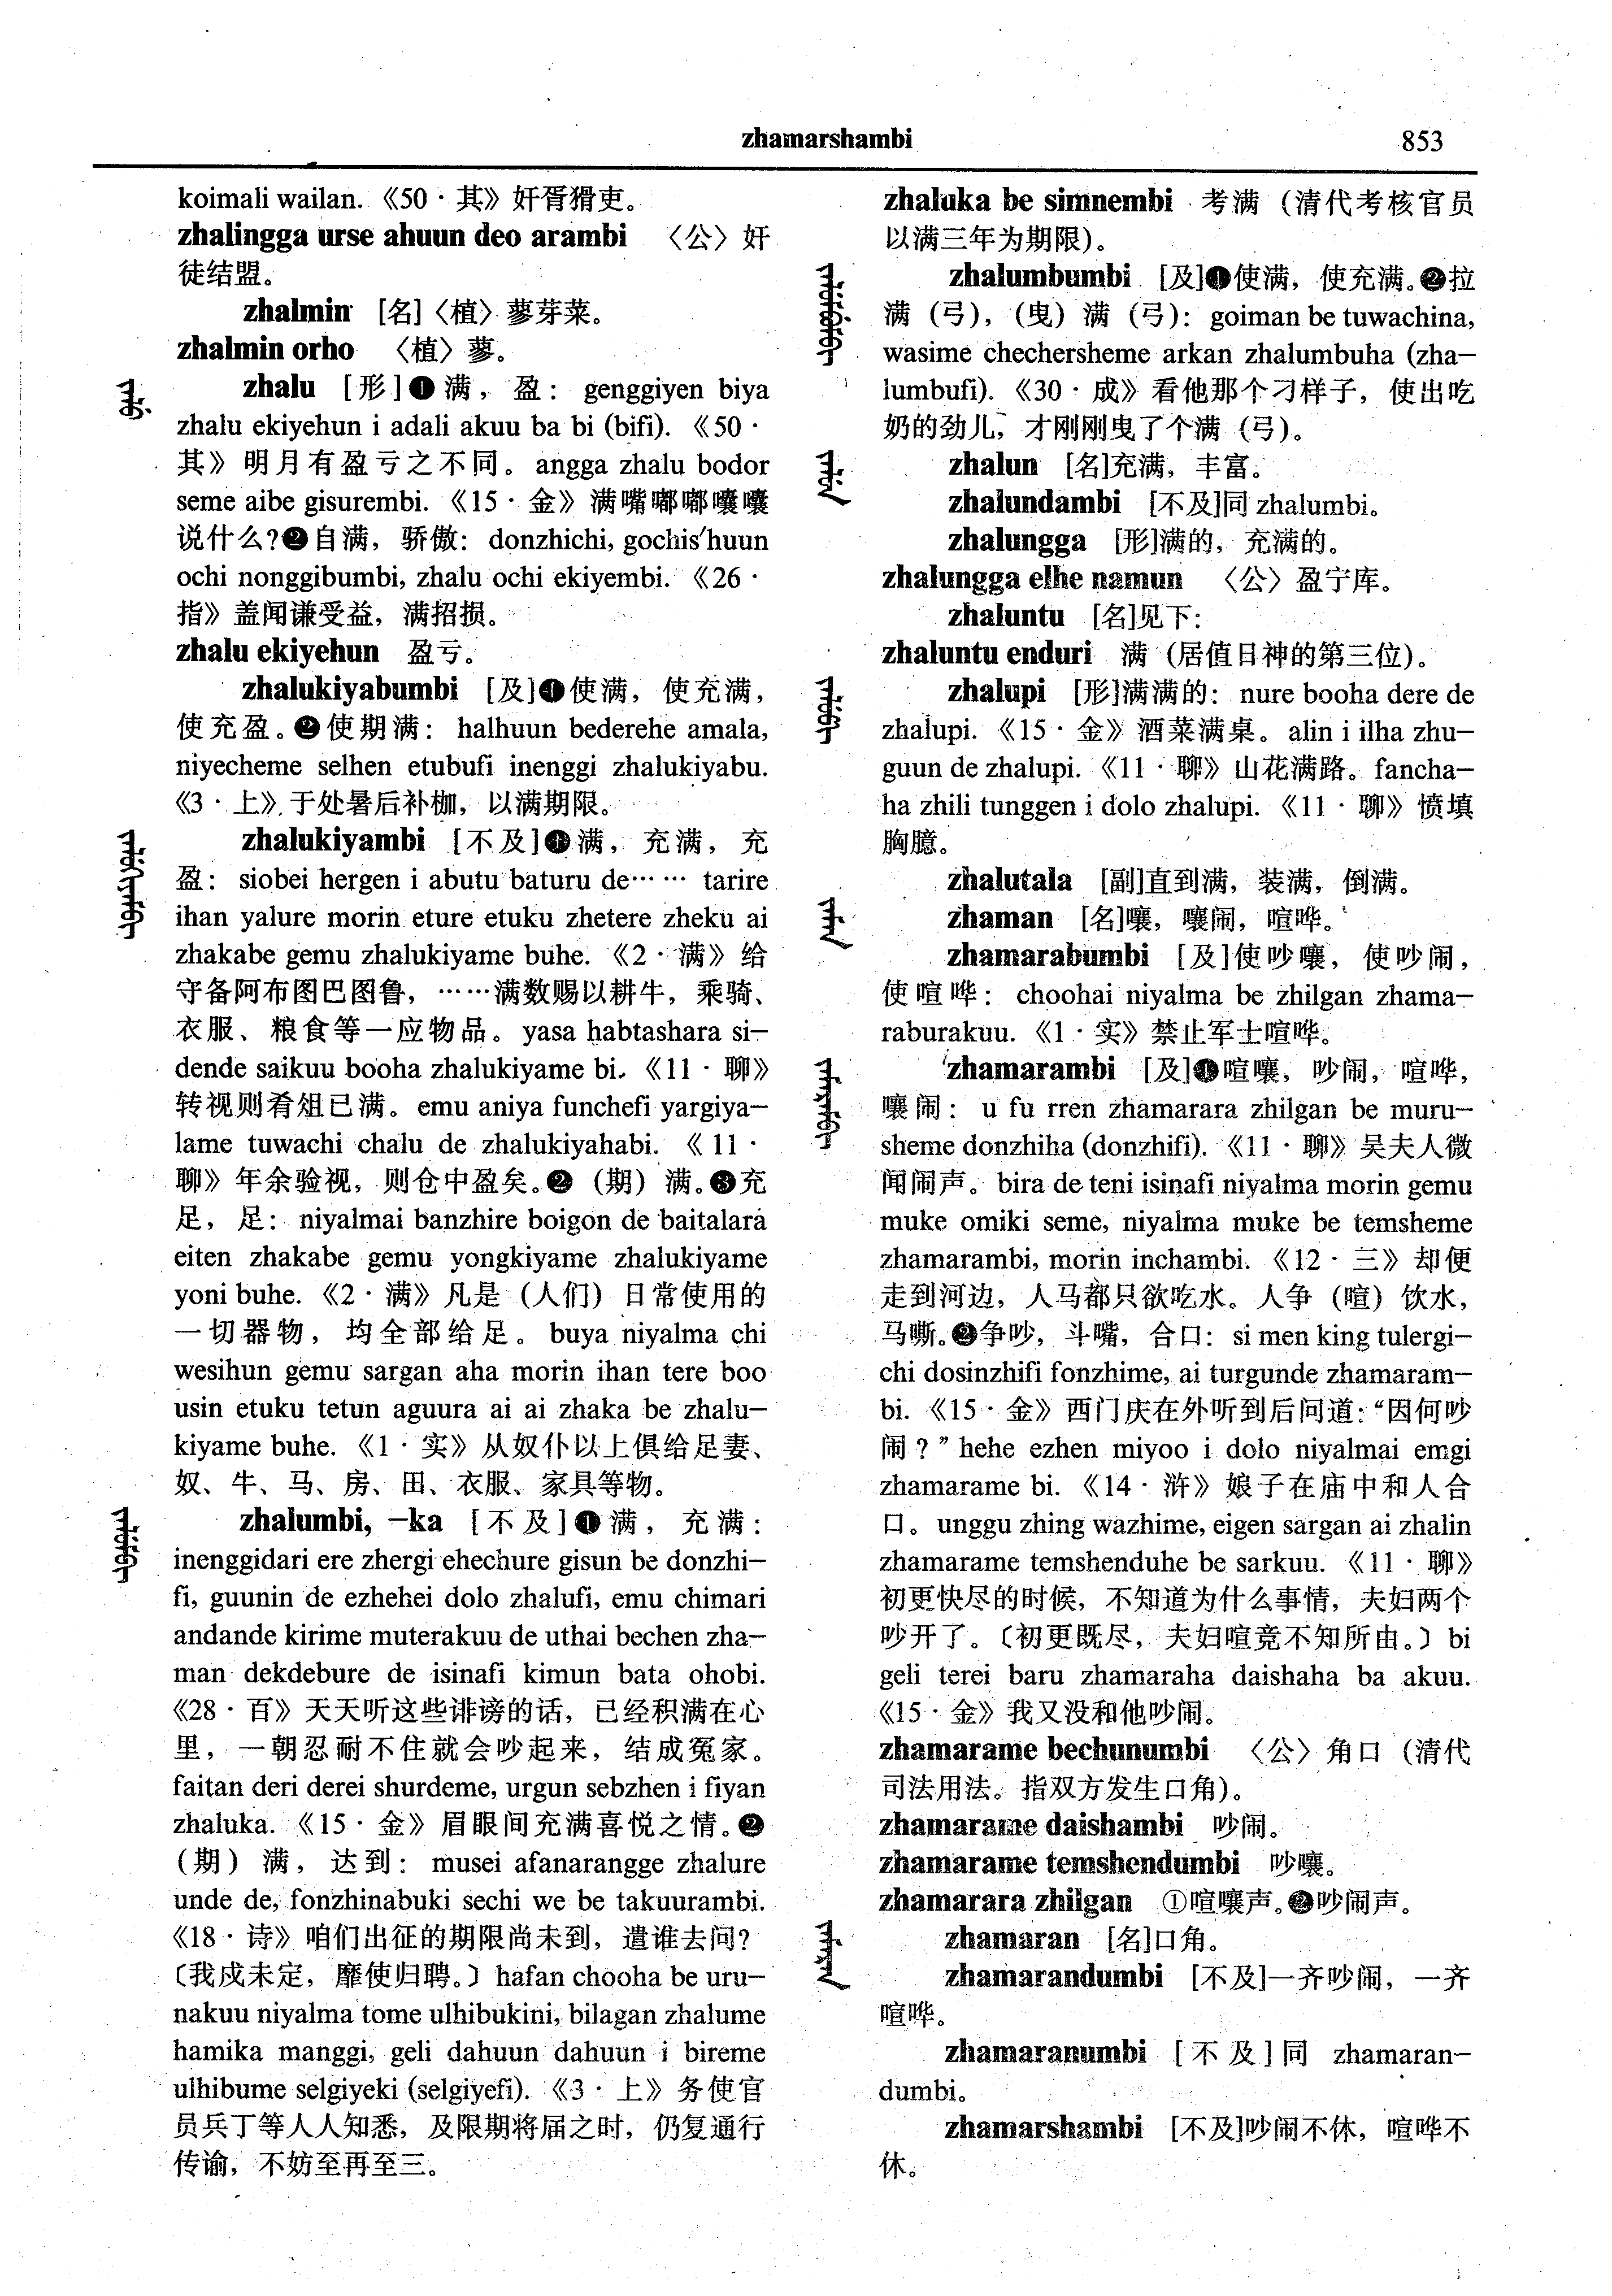 zhamarshambi 853
koimali wailan.《50·其》奸胥猾吏。
zhalingga urse ahuun deo arambi 〈公〉奸
徒结盟。
zhalmin [名]〈植〉蓼芽菜。
zhalmin orho 〈植〉蓼。
zhalu [形]❶满，盈：genggiyen biya
zhalu ekiyehun i adali akuu ba bi (bifi).《50·
其》明月有盈亏之不同。angga zhalu bodor
seme aibe gisurembi.《15·金》满嘴嘟嘟囔囔
说什么?❷自满，骄傲：donzhichi, gochis'huun
ochi nonggibumbi, zhalu ochi ekiyembi.《26·
指》盖闻谦受益，满招损。
zhalu ekiyehun 盈亏。
zhalukiyabumbi [及]❶使满，使充满，
使充盈。❷使期满：halhuun bederehe amala,
niyecheme selhen etubufi inenggi zhalukiyabu.
《3·上》于处暑后补枷，以满期限。
zhalukiyambi [不及]❶满，充满，充
盈：siobei hergen i abutu baturu de…… tarire
ihan yalure morin eture etuku zhetere zheku ai
zhakabe gemu zhalukiyame buhe.《2·满》给
守备阿布图巴图鲁，……满数赐以耕牛，乘骑、
衣服、粮食等一应物品。yasa habtashara si-
dende saikuu booha zhalukiyame bi.《11·聊》
转视则肴俎已满。emu aniya funchefi yargiya-
lame tuwachi chalu de zhalukiyahabi.《11·
聊》年余验视，则仓中盈矣。❷（期）满。❸充
足，足：niyalmai banzhire boigon de baitalara
eiten zhakabe gemu yongkiyame zhalukiyame
yoni buhe.《2·满》凡是（人们）日常使用的
一切器物，均全部给足。buya niyalma chi
wesihun gemu sargan aha morin ihan tere boo
usin etuku tetun aguura ai ai zhaka be zhalu-
kiyame buhe.《1·实》从奴仆以上俱给足妻、
奴、牛、马、房、田、衣服、家具等物。
zhalumbi, -ka [不及]❶满，充满：
inenggidari ere zhergi ehechure gisun be donzhi-
fi, guunin de ezhehei dolo zhalufi, emu chimari
andande kirime muterakuu de uthai bechen zha-
man dekdebure de isinafi kimun bata ohobi.
《28·百》天天听这些诽谤的话，已经积满在心
里，一朝忍耐不住就会吵起来，结成冤家。
faitan deri derei shurdeme, urgun sebzhen i fiyan
zhaluka.《15·金》眉眼间充满喜悦之情。❷
（期）满，达到：musei afanarangge zhalure
unde de, fonzhinabuki sechi we be takuurambi.
《18·诗》咱们出征的期限尚未到，遣谁去问？
〔我戍未定，靡使归聘。〕hafan chooha be uru-
nakuu niyalma tome ulhibukini, bilagan zhalume
hamika manggi, geli dahuun dahuun i bireme
ulhibume selgiyeki (selgiyefi).《3·上》务使官
员兵丁等人人知悉，及限期将届之时，仍复通行
传谕，不妨至再至三。
zhaluka be simnembi 考满（清代考核官员
以满三年为期限）。
zhalumbumbi [及]❶使满，使充满。❷拉
满（弓），（曳）满（弓）：goiman be tuwachina,
wasime chechersheme arkan zhalumbuha (zha-
lumbufi).《30·成》看他那个刁样子，使出吃
奶的劲儿，才刚刚曳了个满（弓）。
zhalun [名]充满，丰富。
zhalundambi [不及]同 zhalumbi。
zhalungga [形]满的，充满的。
zhalungga elhe namun 〈公〉盈宁库。
zhaluntu [名]见下：
zhaluntu enduri 满（居值日神的第三位）。
zhalupi [形]满满的：nure booha dere de
zhalupi.《15·金》酒菜满桌。alin i ilha zhu-
guun de zhalupi.《11·聊》山花满路。fancha-
ha zhili tunggen i dolo zhalupi.《11·聊》愤填
胸臆。
zhalutala [副]直到满，装满，倒满。
zhaman [名]嚷，嚷闹，喧哗。
zhamarabumbi [及]使吵嚷，使吵闹，
使喧哗：choohai niyalma be zhilgan zhama-
raburakuu.《1·实》禁止军士喧哗。
zhamarambi [及]❶喧嚷，吵闹，喧哗，
嚷闹：u fu rren zhamarara zhilgan be muru-
sheme donzhiha (donzhifi).《11·聊》吴夫人微
闻闹声。bira de teni isinafi niyalma morin gemu
muke omiki seme, niyalma muke be temsheme
zhamarambi, morin inchambi.《12·三》却便
走到河边，人马都只欲吃水。人争（喧）饮水，
马嘶。❷争吵，斗嘴，合口：si men king tulergi-
chi dosinzhifi fonzhime, ai turgunde zhamaram-
bi.《15·金》西门庆在外听到后问道：“因何吵
闹？”hehe ezhen miyoo i dolo niyalmai emgi
zhamarame bi.《14·浒》娘子在庙中和人合
口。unggu zhing wazhime, eigen sargan ai zhalin
zhamarame temshenduhe be sarkuu.《11·聊》
初更快尽的时候，不知道为什么事情，夫妇两个
吵开了。〔初更既尽，夫妇喧竞不知所由。〕bi
geli terei baru zhamaraha daishaha ba akuu.
《15·金》我又没和他吵闹。
zhamarame bechunumbi 〈公〉角口（清代
司法用法。指双方发生口角）。
zhamarame daishambi 吵闹。
zhamarame temshendumbi 吵嚷。
zhamarara zhilgan ①喧嚷声。❷吵闹声。
zhamaran [名]口角。
zhamarandumbi [不及]一齐吵闹，一齐
喧哗。
zhamaranumbi [不及]同 zhamaran-
dumbi。
zhamarshambi [不及]吵闹不休，喧哗不
休。